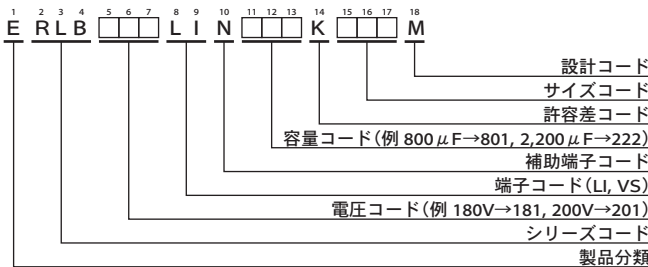 1 2 3 4 5 6 7 8 9 10 11 12 13 14 15 16 17 18
E R L B □□□ L I N □□□ K □□□ M
設計コード
サイズコード
許容差コード
容量コード(例 800μF→801, 2,200μF→222)
補助端子コード
端子コード(LI, VS)
電圧コード(例 180V→181, 200V→201)
シリーズコード
製品分類